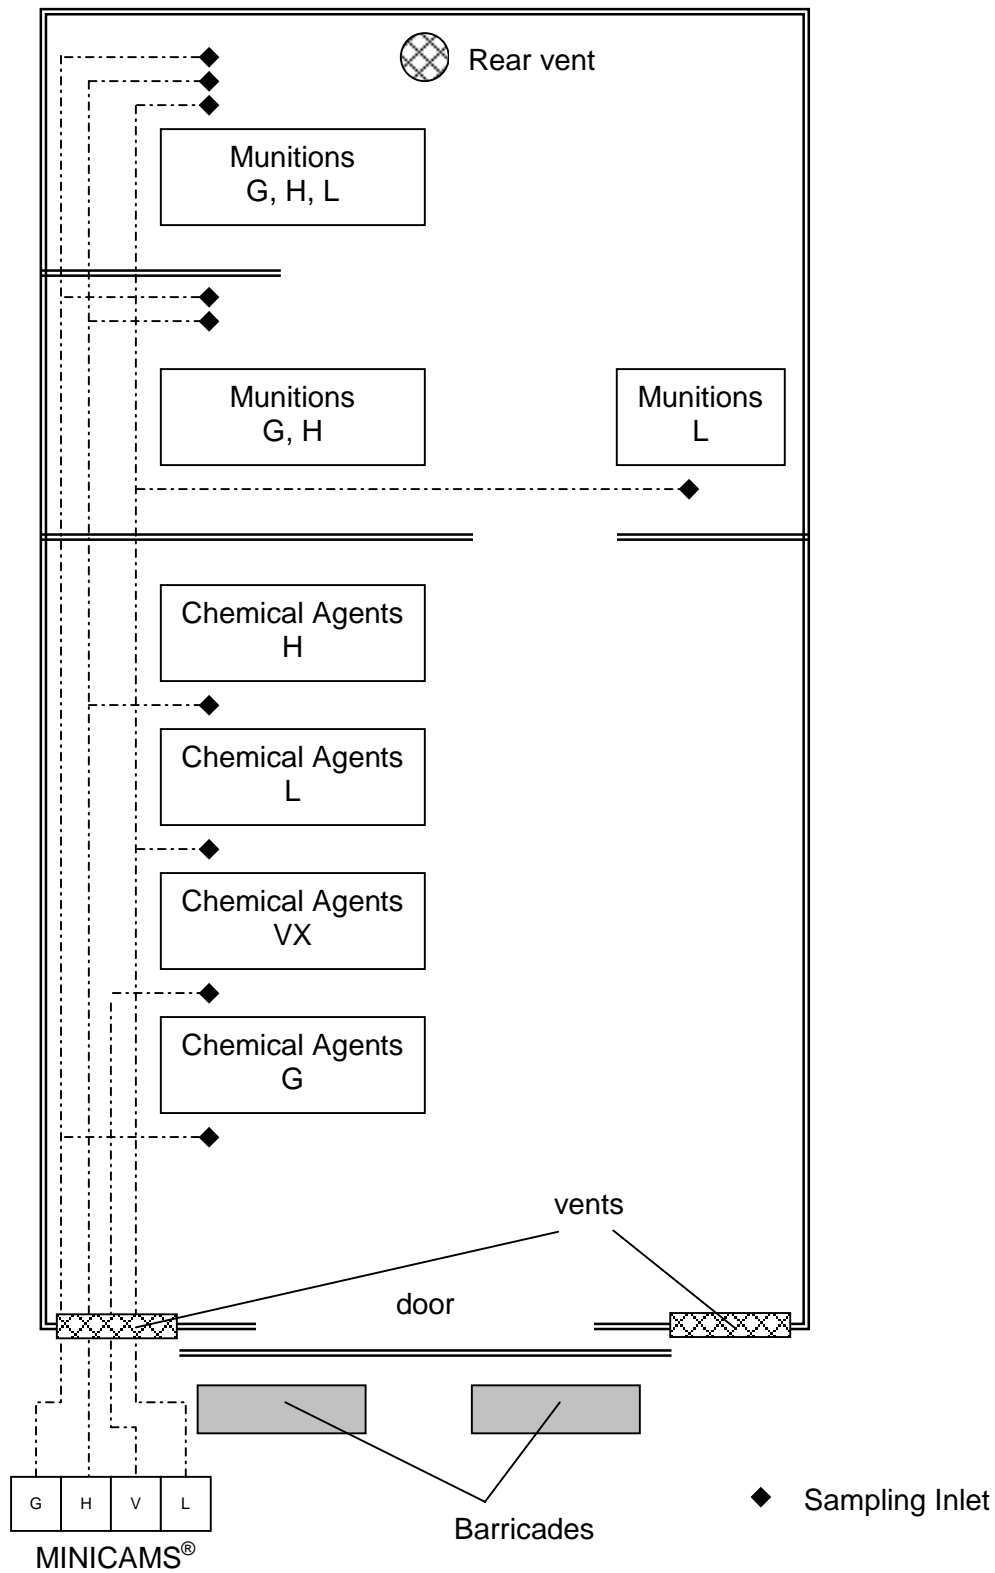 Rear vent
Munitions
G, H, L
Munitions
G, H
Munitions
L
Chemical Agents
H
Chemical Agents
L
Chemical Agents
VX
Chemical Agents
G
vents
door
G H V L
MINICAMS®
Barricades
Sampling Inlet